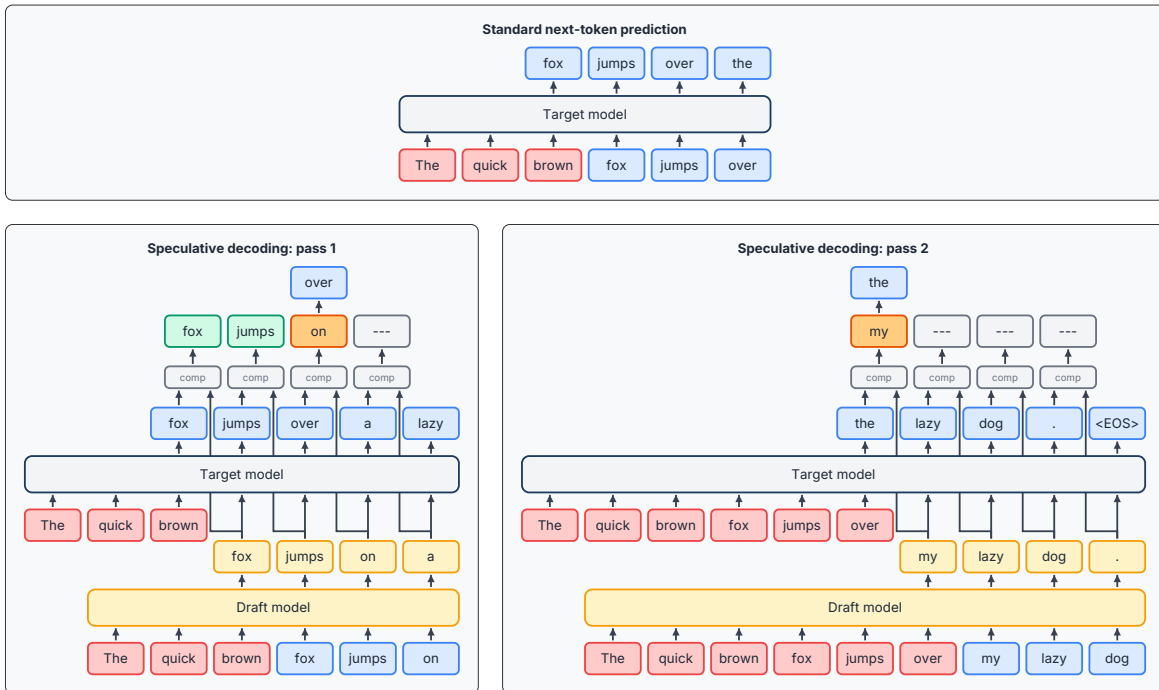 Standard next-token prediction
fox jumps over the
Target model
The quick brown fox jumps over
Speculative decoding: pass 1
over
fox jumps on ---
comp comp comp comp
fox jumps over a lazy
Target model
The quick brown
fox jumps on a
Draft model
The quick brown fox jumps on
Speculative decoding: pass 2
the
my --- --- ---
comp comp comp comp
the lazy dog . <EOS>
Target model
The quick brown fox jumps over
my lazy dog .
Draft model
The quick brown fox jumps over my lazy dog